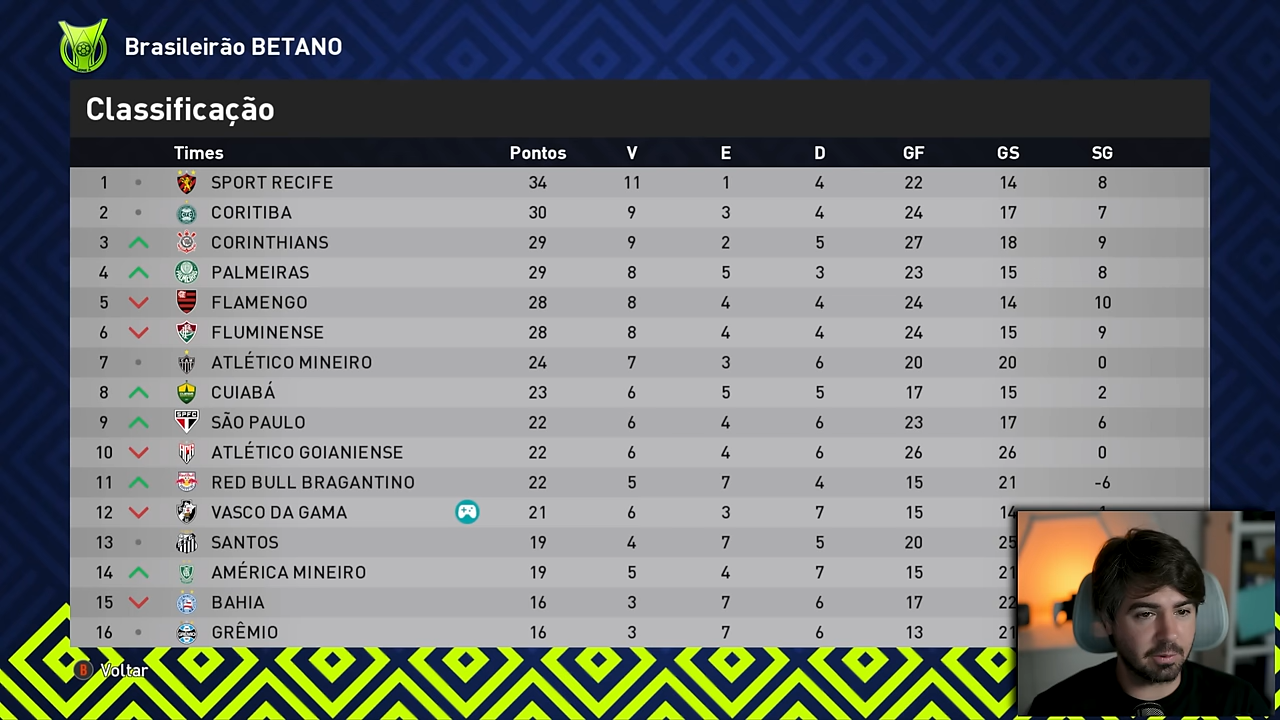 Brasileirão BETANO
Classificação
Times Pontos V E D GF GS SG
1 SPORT RECIFE 34 11 1 4 22 14 8
2 CORITIBA 30 9 3 4 24 17 7
3 CORINTHIANS 29 9 2 5 27 18 9
4 PALMEIRAS 29 8 5 3 23 15 8
5 FLAMENGO 28 8 4 4 24 14 10
6 FLUMINENSE 28 8 4 4 24 15 9
7 ATLÉTICO MINEIRO 24 7 3 6 20 20 0
8 CUIABÁ 23 6 5 5 17 15 2
9 SPFC SÃO PAULO 22 6 4 6 23 17 6
10 ATLÉTICO GOIANIENSE 22 6 4 6 26 26 0
11 RED BULL BRAGANTINO 22 5 7 4 15 21 -6
12 VASCO DA GAMA 21 6 3 7 15 14
13 SANTOS 19 4 7 5 20 25
14 AMÉRICA MINEIRO 19 5 4 7 15 21
15 BAHIA 16 3 7 6 17 22
16 GRÊMIO 16 3 7 6 13 21
B Voltar